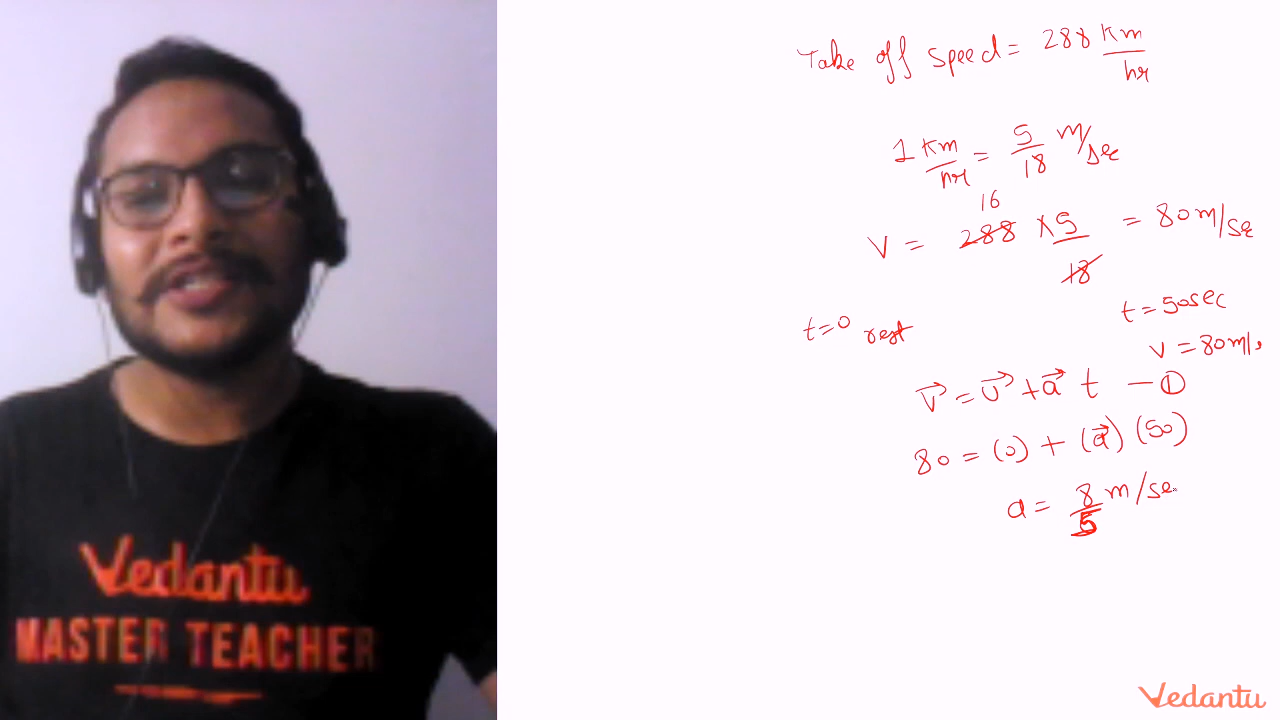 Take off speed = 288 Km/hr
1 Km/hr = 5/18 m/sec
16
V = 288 × 5/18 = 80 m/sec
t = 50 sec
t = 0 rest
V = 80 m/s
V⃗ = u⃗ + a⃗ t — ①
80 = (0) + (a⃗) (50)
a = 8/5 m/se
Vedantu
MASTER TEACHER
Vedantu